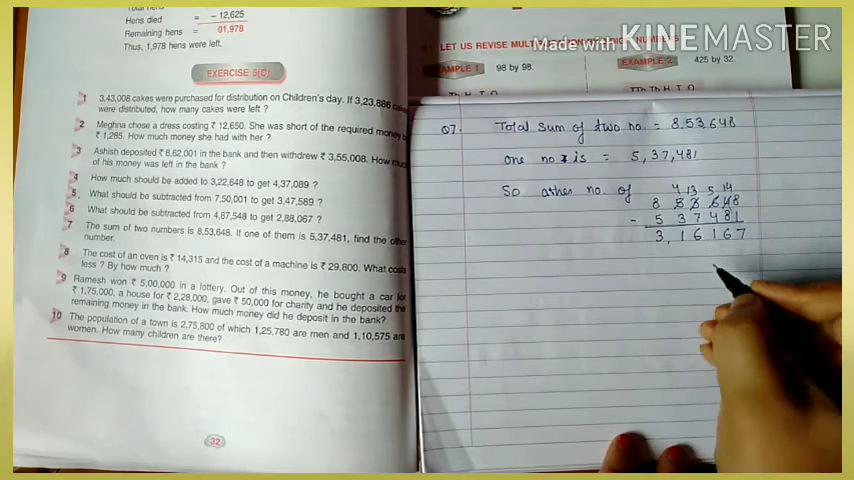 Hens died = - 12,625
Remaining hens = 01,978
Thus, 1,978 hens were left.
EXERCISE 5(C)
1 3,43,008 cakes were purchased for distribution on Children's day. If 3,23,886 cakes
were distributed, how many cakes were left ?
2 Meghna chose a dress costing ₹ 12,650. She was short of the required money by
₹ 1,285. How much money she had with her ?
3 Ashish deposited ₹ 8,62,001 in the bank and then withdrew ₹ 3,55,008. How much
of his money was left in the bank ?
4 How much should be added to 3,22,648 to get 4,37,089 ?
5 What should be subtracted from 7,50,001 to get 3,47,589 ?
6 What should be subtracted from 4,87,548 to get 2,88,067 ?
7 The sum of two numbers is 8,53,648. If one of them is 5,37,481, find the other
number.
8 The cost of an oven is ₹ 14,315 and the cost of a machine is ₹ 29,800. What costs
less ? By how much ?
9 Ramesh won ₹ 5,00,000 in a lottery. Out of this money, he bought a car for
₹ 1,75,000, a house for ₹ 2,28,000, gave ₹ 50,000 for charity and he deposited the
remaining money in the bank. How much money did he deposit in the bank ?
10 The population of a town is 2,75,800 of which 1,25,780 are men and 1,10,575 are
women. How many children are there?
32
LET US REVISE
Made with KINEMASTER
EXAMPLE 2 425 by 32.
98 by 98.
Q7. Total sum of two no. = 8,53,648
one no. is = 5,37,481
So other no. of
4 13 5 14
8 5 3 6 4 8
- 5 3 7 4 8 1
3, 1 6 1 6 7